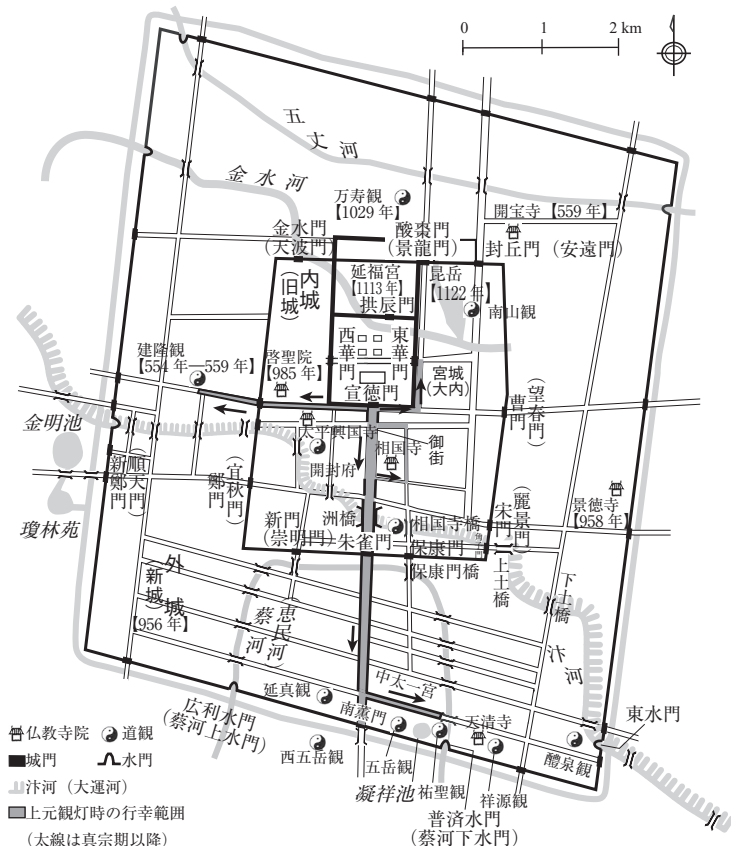 0 1 2 km
五丈河
金水河
万寿観
【1029 年】
開宝寺【559 年】
金水門
(天波門)
酸棗門
(景龍門)
封丘門(安遠門)
内城
(旧城)
延福宮
【1113 年】
拱辰門
艮岳
【1122 年】
南山観
西華門
東華門
建隆観
【554 年―559 年】
啓聖院
【985 年】
宣徳門
宮城
(大内)
曹門
(望春門)
金明池
太平興国寺
御街
相国寺
開封府
新鄭門
(順天門)
鄭門
(宜秋門)
宋門
(麗景門)
景徳寺
【958 年】
瓊林苑
新門
(崇明門)
洲橋
相国寺橋
朱雀門
保康門
保康門橋
上土橋
下土橋
外城
(新城)
【956 年】
蔡河
(恵民河)
汴河
中太一宮
延真観
南薫門
天清寺
東水門
広利水門
(蔡河上水門)
西五岳観
五岳観
醴泉観
凝祥池
祐聖観
祥源観
普済水門
(蔡河下水門)
仏教寺院 道観
城門 水門
汴河(大運河)
上元観灯時の行幸範囲
(太線は真宗期以降)